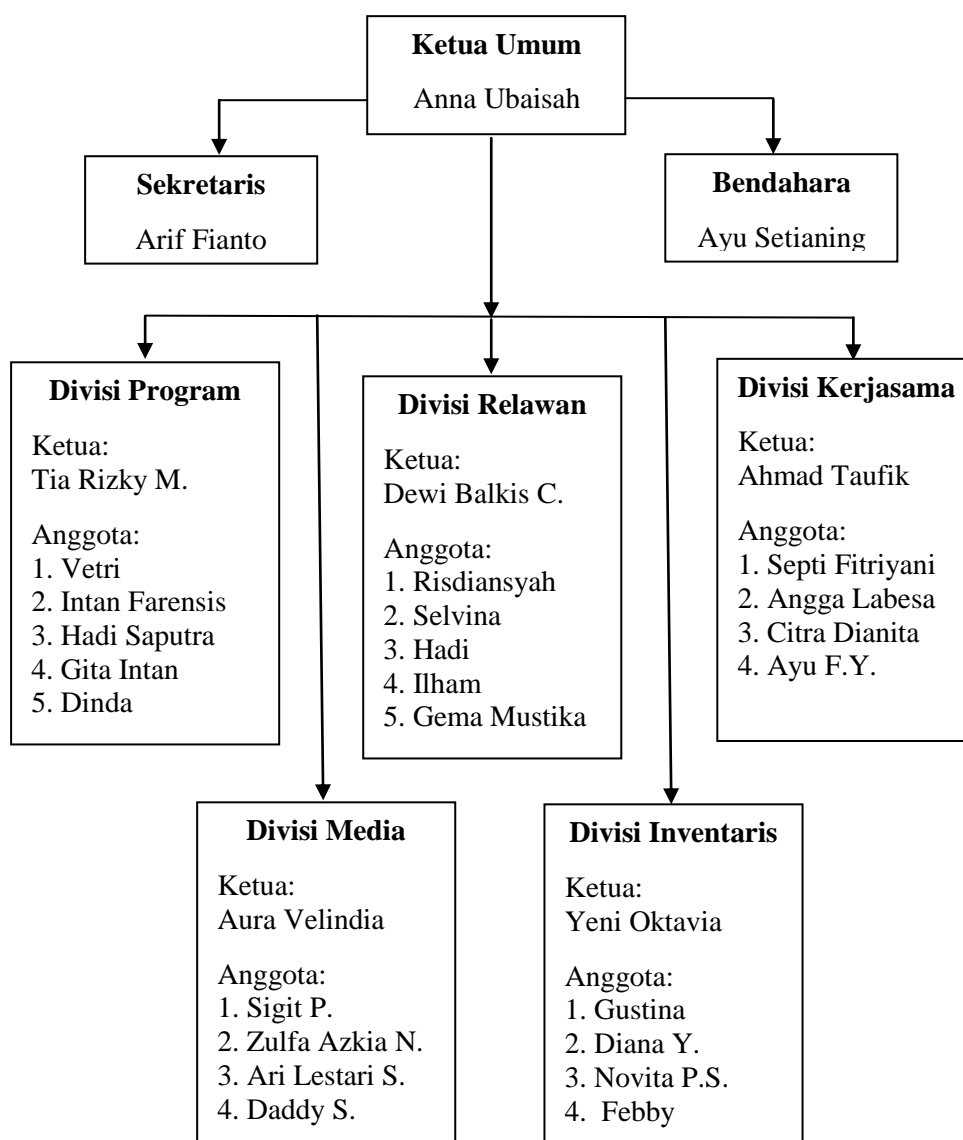 Ketua Umum
Anna Ubaisah
Sekretaris
Arif Fianto
Bendahara
Ayu Setianing
Divisi Program
Ketua:
Tia Rizky M.
Anggota:
1. Vetri
2. Intan Farensis
3. Hadi Saputra
4. Gita Intan
5. Dinda
Divisi Relawan
Ketua:
Dewi Balkis C.
Anggota:
1. Risdiansyah
2. Selvina
3. Hadi
4. Ilham
5. Gema Mustika
Divisi Kerjasama
Ketua:
Ahmad Taufik
Anggota:
1. Septi Fitriyani
2. Angga Labesa
3. Citra Dianita
4. Ayu F.Y.
Divisi Media
Ketua:
Aura Velindia
Anggota:
1. Sigit P.
2. Zulfa Azkia N.
3. Ari Lestari S.
4. Daddy S.
Divisi Inventaris
Ketua:
Yeni Oktavia
Anggota:
1. Gustina
2. Diana Y.
3. Novita P.S.
4. Febby